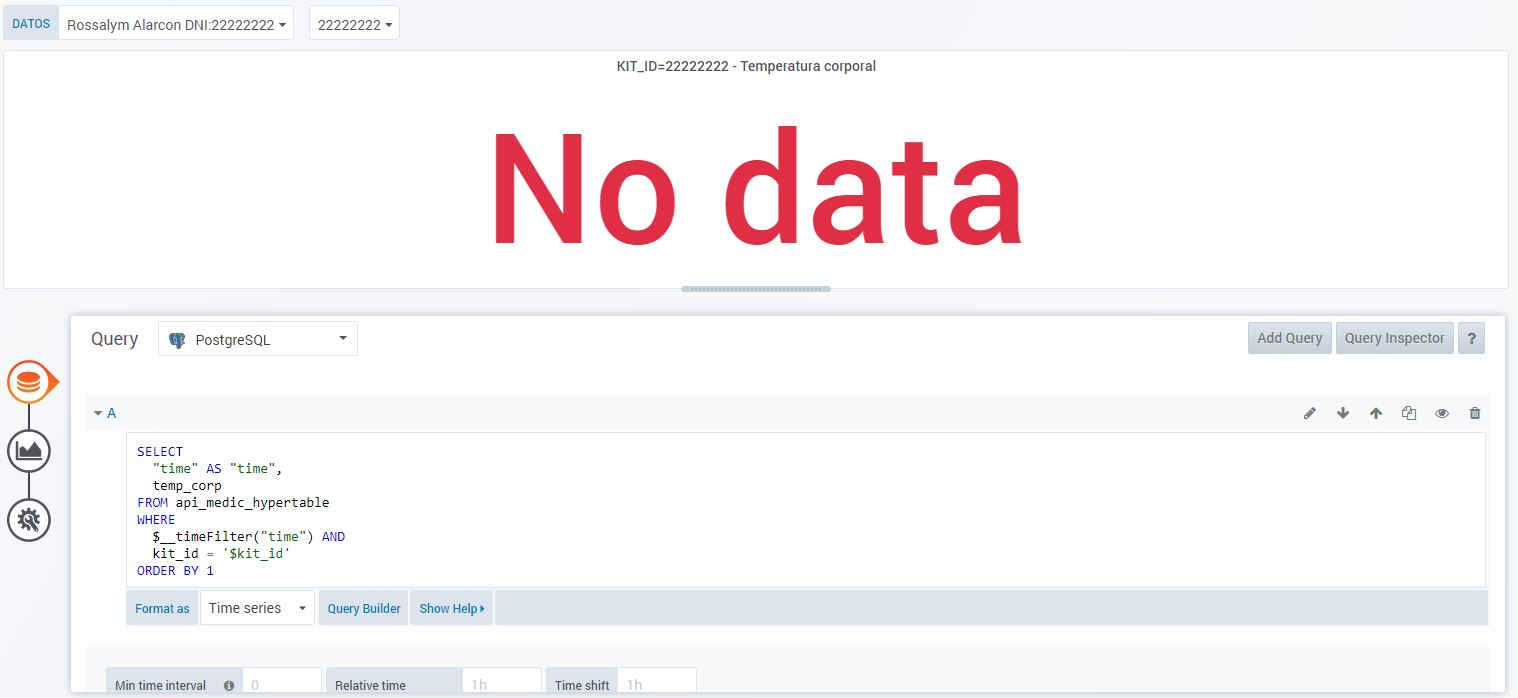 DATOS Rossalym Alarcon DNI:22222222 22222222
KIT_ID=22222222 - Temperatura corporal
No data
Query PostgreSQL Add Query Query Inspector ?
A
SELECT
"time" AS "time",
temp_corp
FROM api_medic_hypertable
WHERE
$__timeFilter("time") AND
kit_id = '$kit_id'
ORDER BY 1
Format as Time series Query Builder Show Help
Min time interval 0 Relative time 1h Time shift 1h